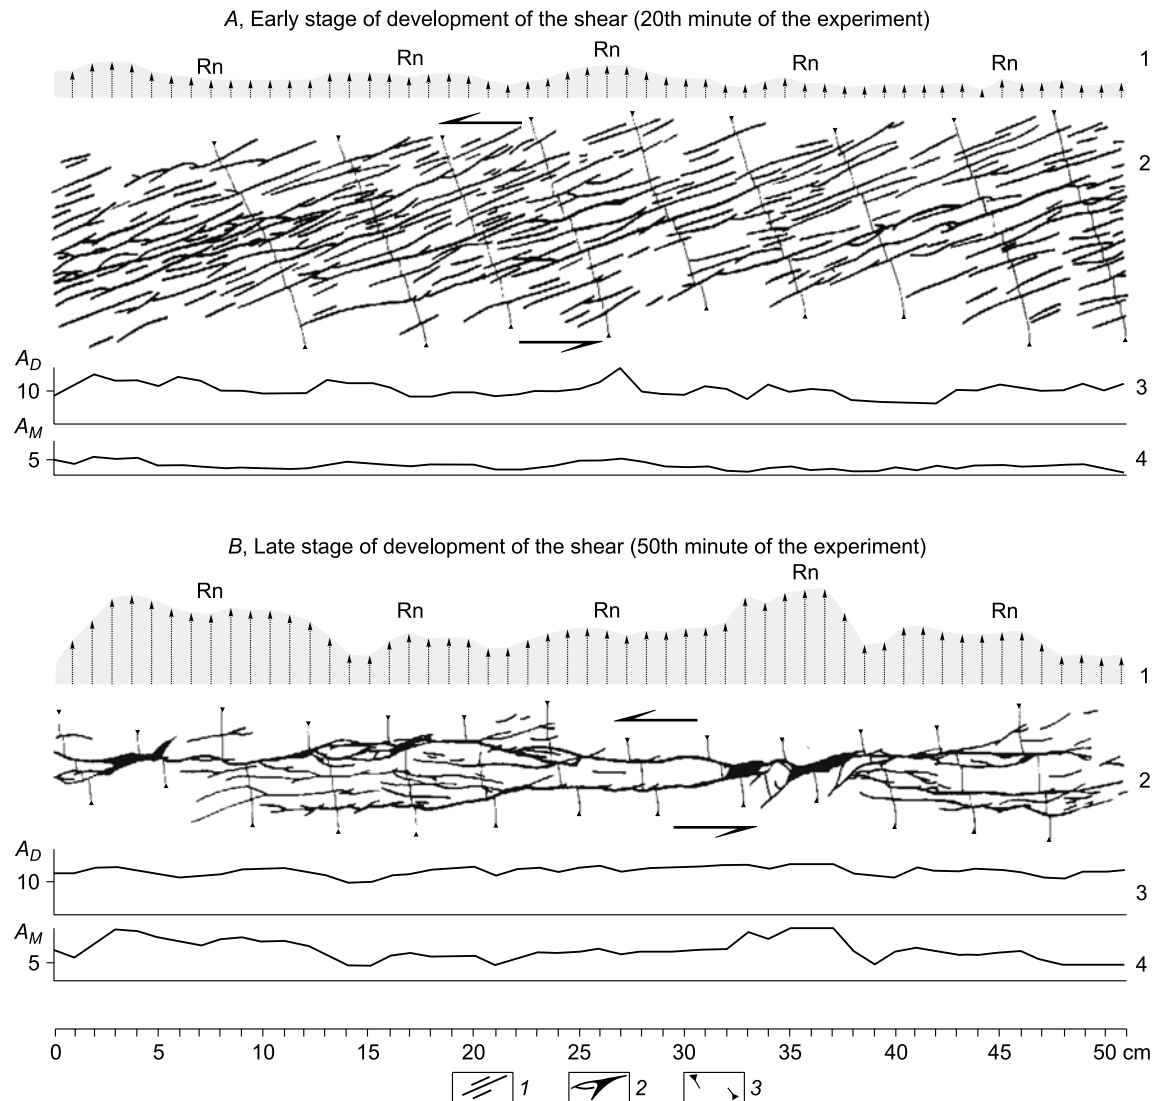 A, Early stage of development of the shear (20th minute of the experiment)
Rn Rn Rn Rn Rn 1
2
A_D
10 3
A_M
5 4
B, Late stage of development of the shear (50th minute of the experiment)
Rn Rn Rn Rn Rn
1
2
A_D
10 3
A_M
5 4
0 5 10 15 20 25 30 35 40 45 50 cm
1 2 3